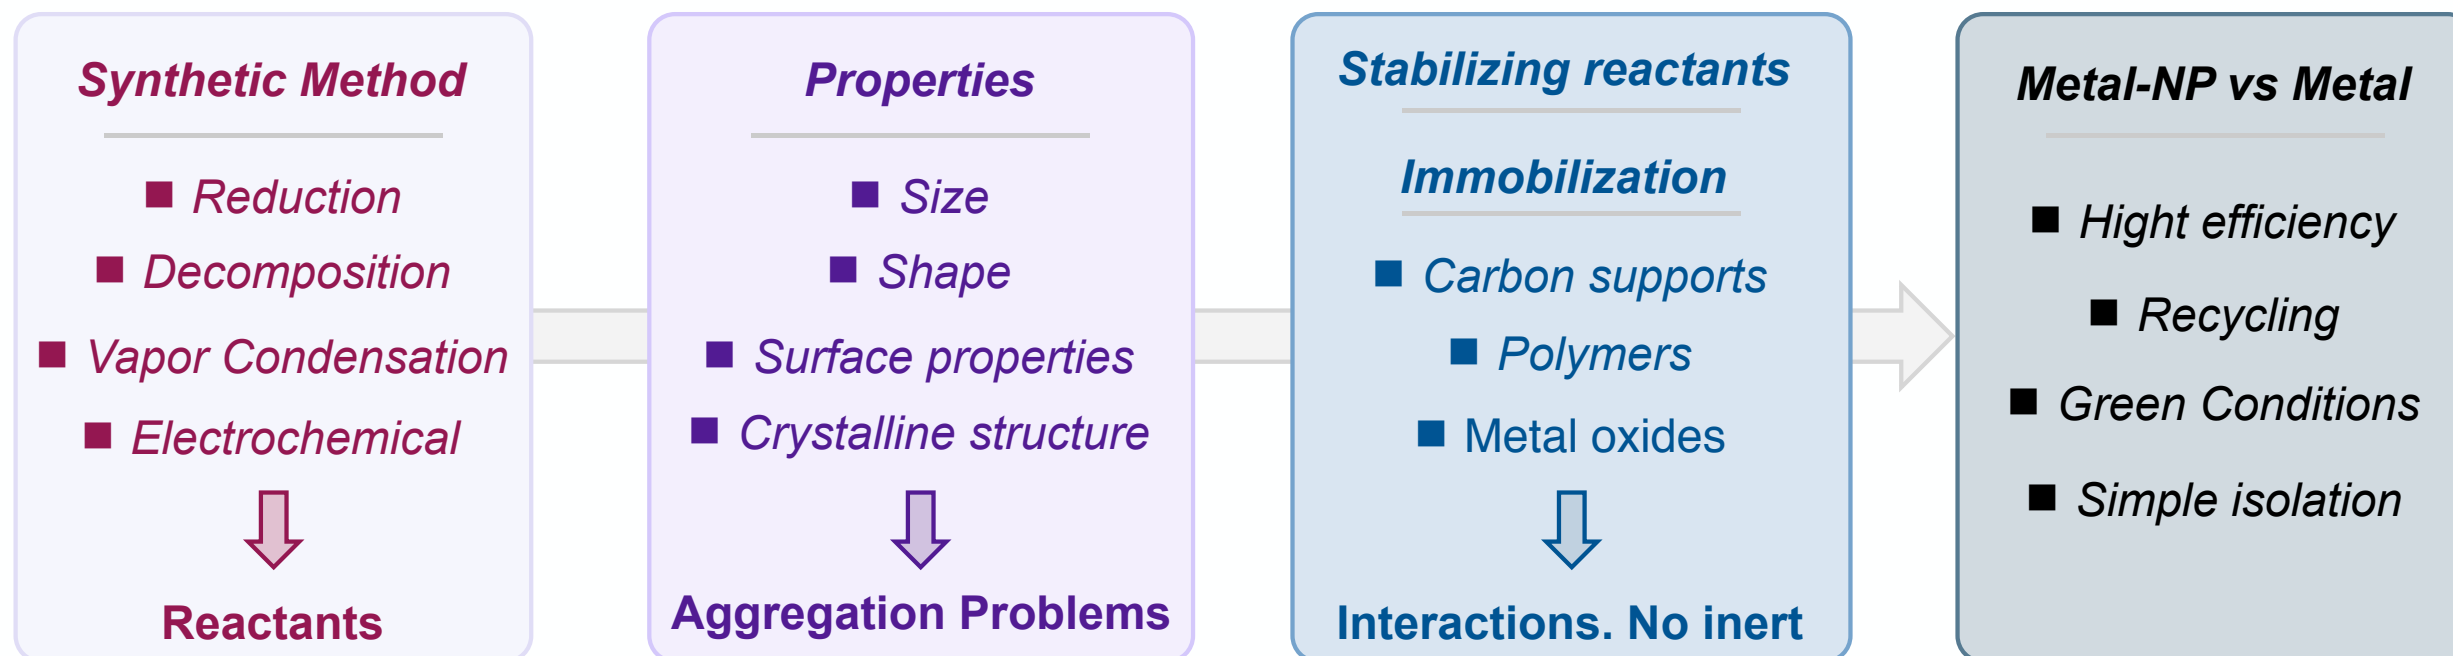 Synthetic Method
Reduction
Decomposition
Vapor Condensation
Electrochemical
Reactants
Properties
Size
Shape
Surface properties
Crystalline structure
Aggregation Problems
Stabilizing reactants
Immobilization
Carbon supports
Polymers
Metal oxides
Interactions. No inert
Metal-NP vs Metal
Hight efficiency
Recycling
Green Conditions
Simple isolation